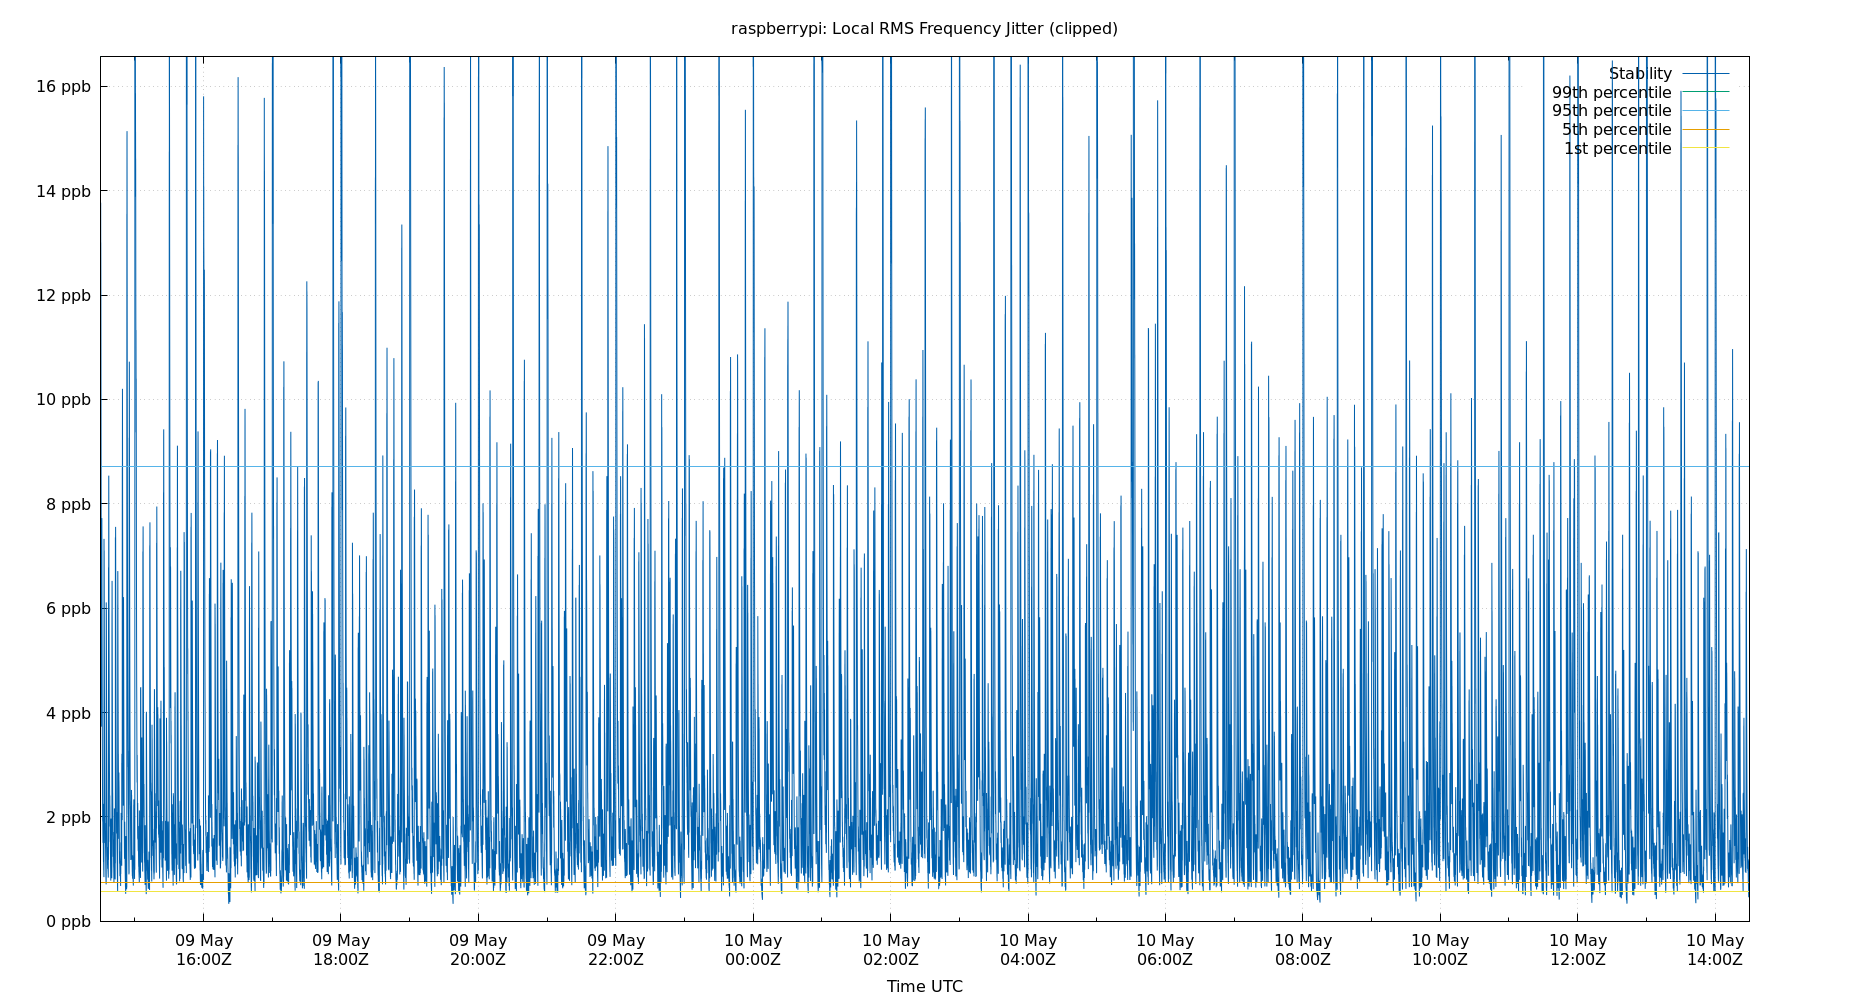 raspberrypi: Local RMS Frequency Jitter (clipped)
16 ppb
14 ppb
12 ppb
10 ppb
8 ppb
6 ppb
4 ppb
2 ppb
0 ppb
Stability
99th percentile
95th percentile
5th percentile
1st percentile
09 May
16:00Z
09 May
18:00Z
09 May
20:00Z
09 May
22:00Z
10 May
00:00Z
10 May
02:00Z
10 May
04:00Z
10 May
06:00Z
10 May
08:00Z
10 May
10:00Z
10 May
12:00Z
10 May
14:00Z
Time UTC